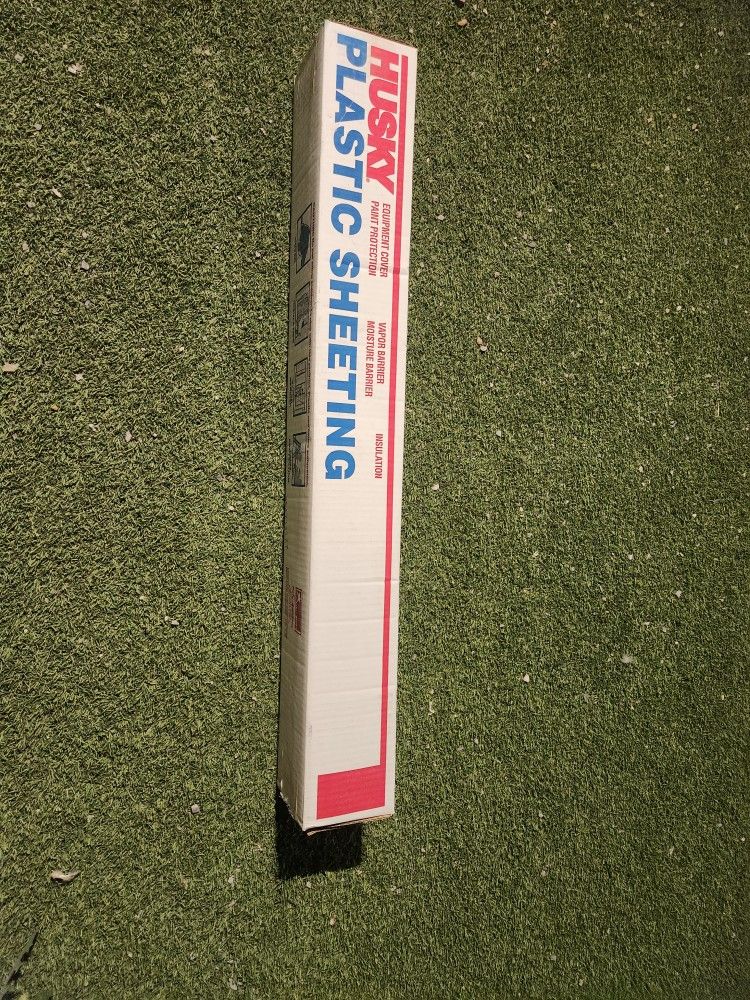 HUSKY
PLASTIC SHEETING
EQUIPMENT COVER
PAINT PROTECTION
VAPOR BARRIER
MOISTURE BARRIER
INSULATION